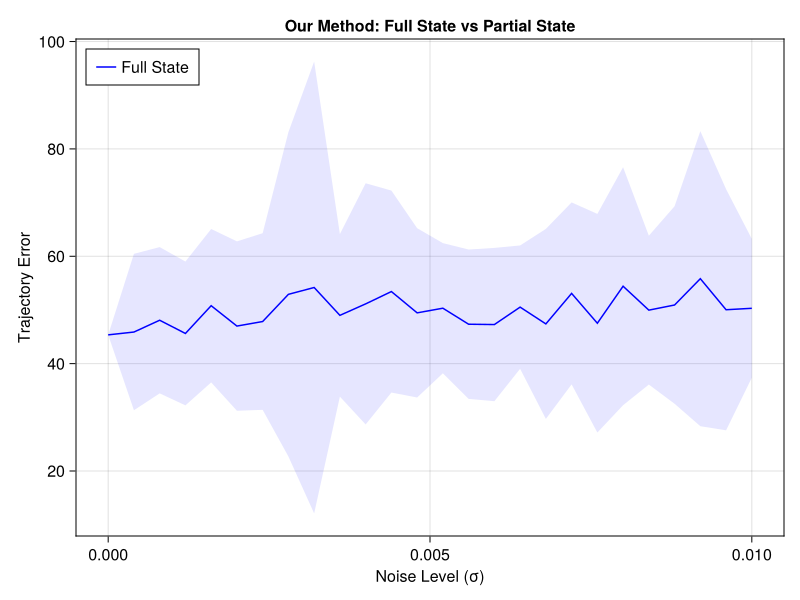 Our Method: Full State vs Partial State
Full State
100
80
60
40
20
Trajectory Error
0.000
0.005
0.010
Noise Level (σ)